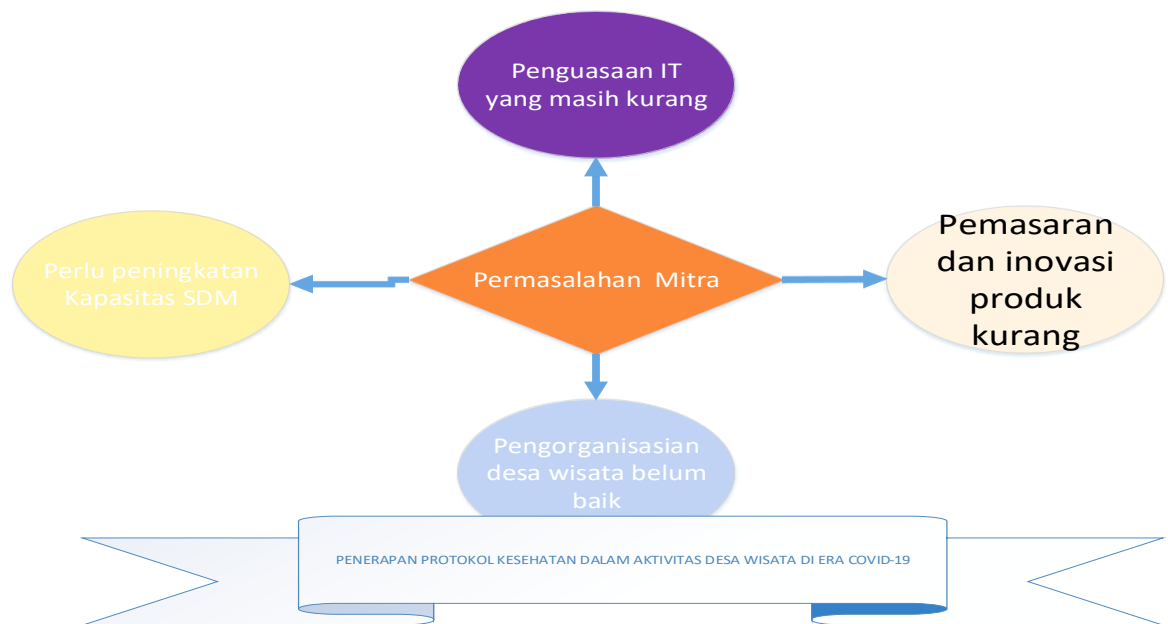 Penguasaan IT
yang masih kurang
Perlu peningkatan
Kapasitas SDM
Permasalahan Mitra
Pemasaran
dan inovasi
produk
kurang
Pengorganisasian
desa wisata belum
baik
PENERAPAN PROTOKOL KESEHATAN DALAM AKTIVITAS DESA WISATA DI ERA COVID-19